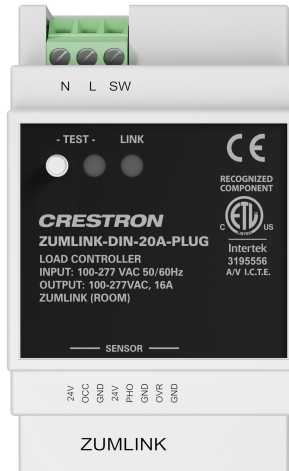 N L SW
- TEST - LINK
CE
RECOGNIZED
COMPONENT
C ETL US
Intertek
3195556
A/V I.C.T.E.
CRESTRON
ZUMLINK-DIN-20A-PLUG
LOAD CONTROLLER
INPUT: 100-277 VAC 50/60Hz
OUTPUT: 100-277VAC, 16A
ZUMLINK (ROOM)
SENSOR
24V
OCC
GND
24V
PHO
GND
OVR
GND
ZUMLINK